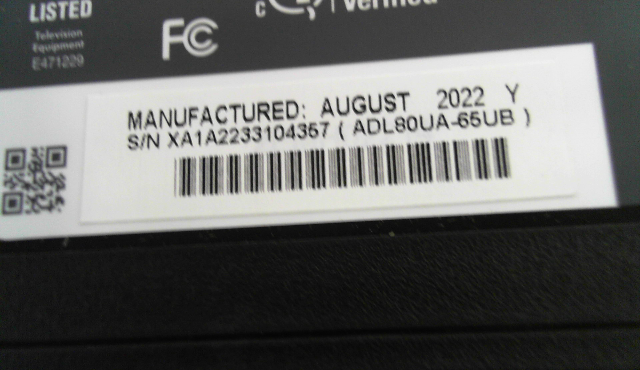 LISTED
Television
Equipment
E471229
FC
C
Verified
MANUFACTURED: AUGUST 2022 Y
S/N XA1A2233104357 ( ADL80UA-65UB )